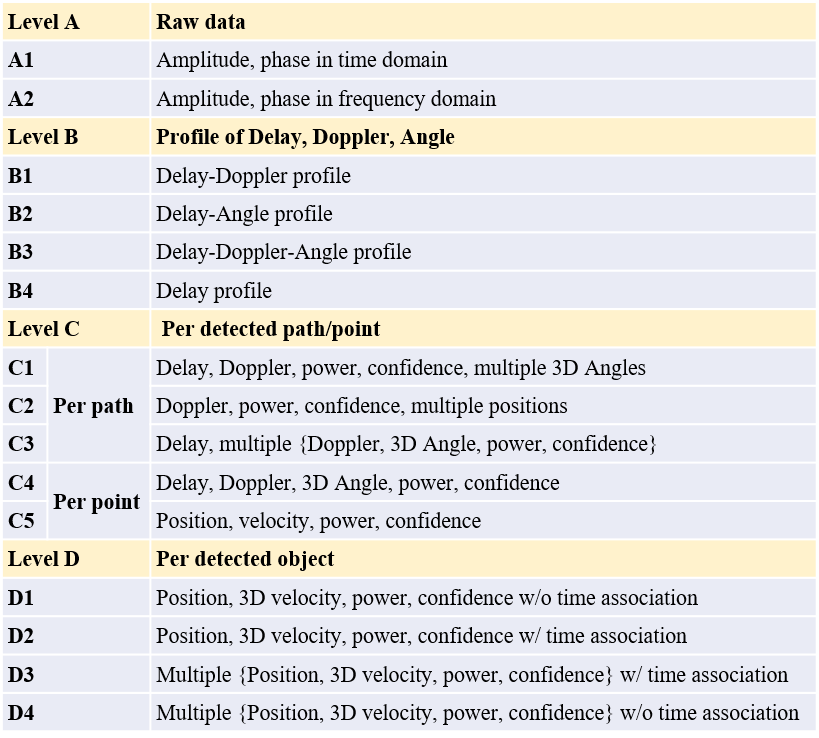 Level A Raw data
A1 Amplitude, phase in time domain
A2 Amplitude, phase in frequency domain
Level B Profile of Delay, Doppler, Angle
B1 Delay-Doppler profile
B2 Delay-Angle profile
B3 Delay-Doppler-Angle profile
B4 Delay profile
Level C Per detected path/point
C1 Delay, Doppler, power, confidence, multiple 3D Angles
C2 Per path Doppler, power, confidence, multiple positions
C3 Delay, multiple {Doppler, 3D Angle, power, confidence}
C4 Per point Delay, Doppler, 3D Angle, power, confidence
C5 Position, velocity, power, confidence
Level D Per detected object
D1 Position, 3D velocity, power, confidence w/o time association
D2 Position, 3D velocity, power, confidence w/ time association
D3 Multiple {Position, 3D velocity, power, confidence} w/ time association
D4 Multiple {Position, 3D velocity, power, confidence} w/o time association